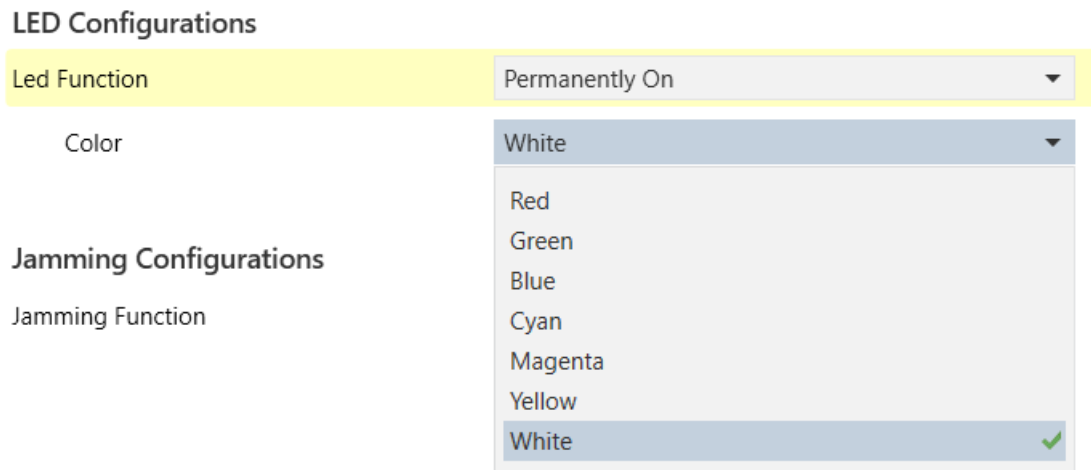 LED Configurations
Led Function Permanently On
Color White
Red
Green
Blue
Cyan
Magenta
Yellow
White
Jamming Configurations
Jamming Function